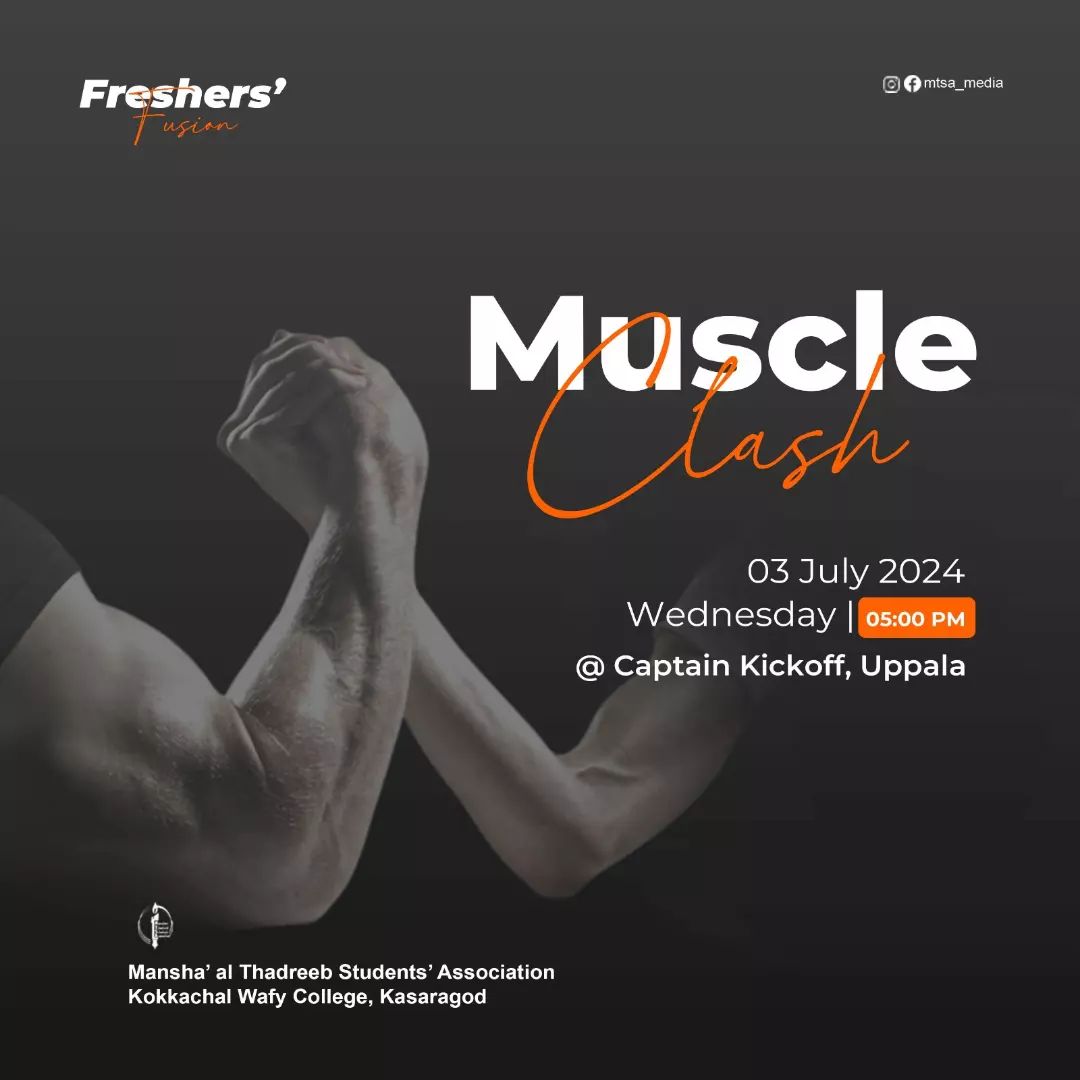 Freshers’
Fusion
mtsa_media
Muscle
Clash
03 July 2024
Wednesday | 05:00 PM
@ Captain Kickoff, Uppala
Mansha’ al Thadreeb Students’ Association
Kokkachal Wafy College, Kasaragod